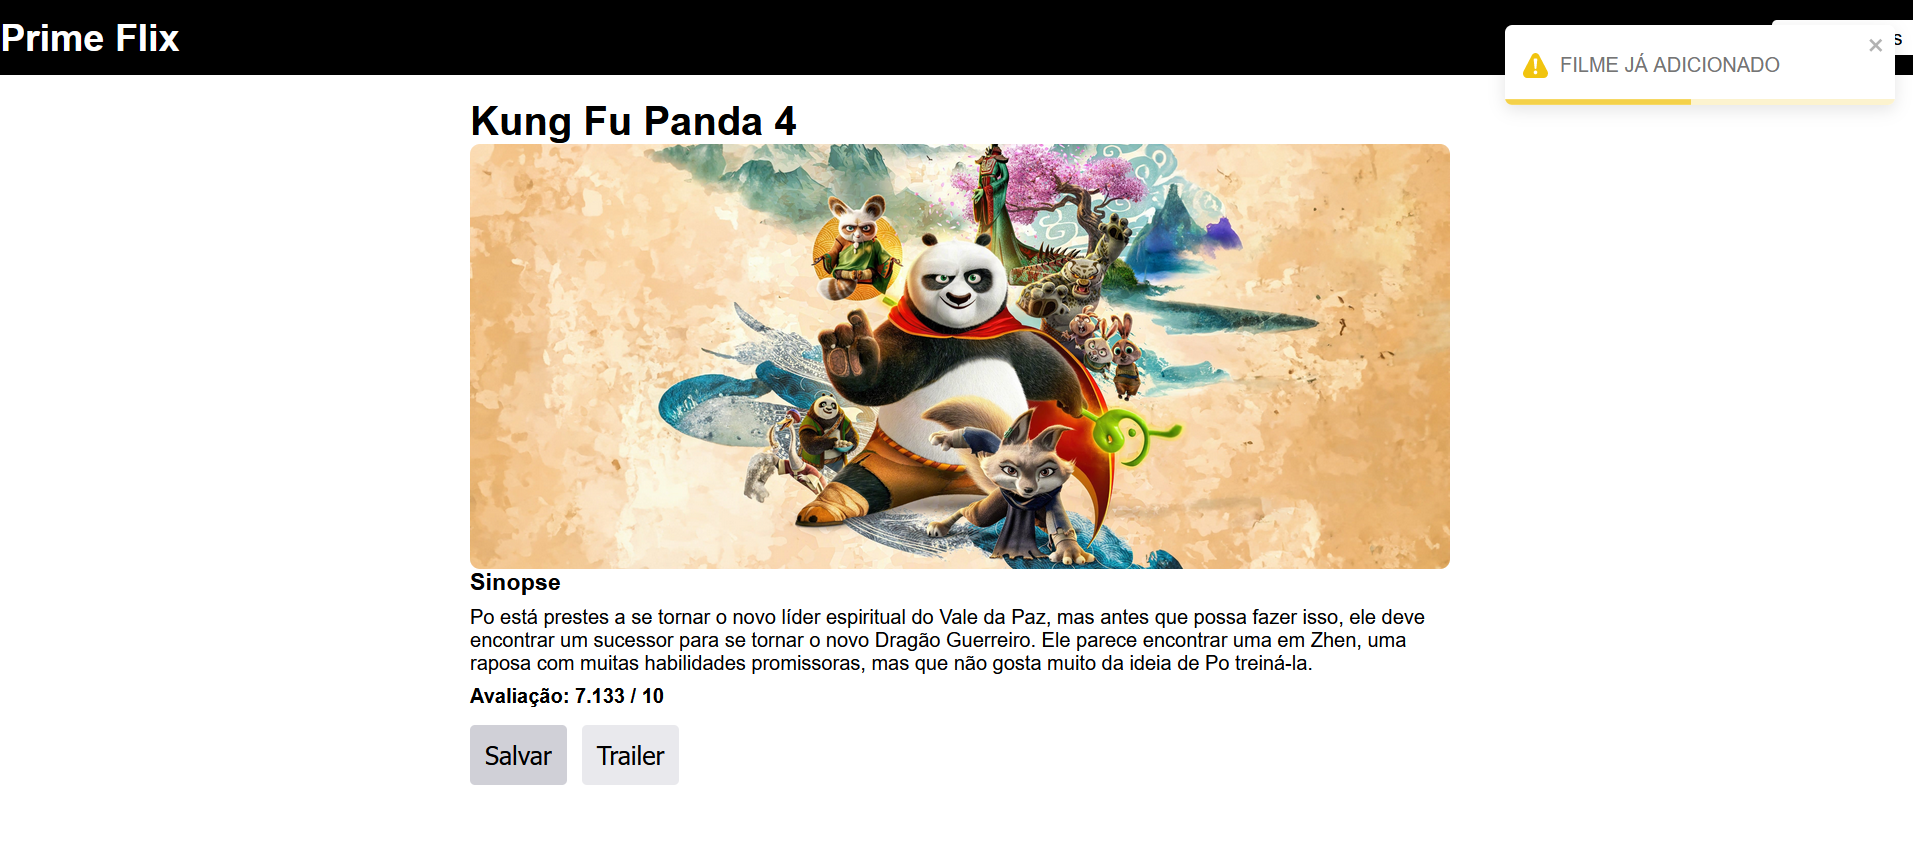 Prime Flix
FILME JÁ ADICIONADO
Kung Fu Panda 4
Sinopse
Po está prestes a se tornar o novo líder espiritual do Vale da Paz, mas antes que possa fazer isso, ele deve
encontrar um sucessor para se tornar o novo Dragão Guerreiro. Ele parece encontrar uma em Zhen, uma
raposa com muitas habilidades promissoras, mas que não gosta muito da ideia de Po treiná-la.
Avaliação: 7.133 / 10
Salvar
Trailer